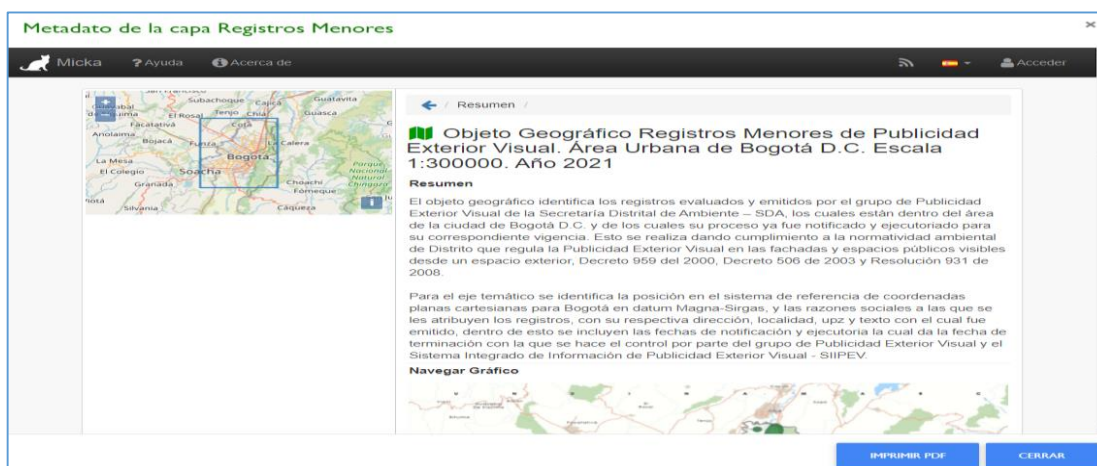 Metadato de la capa Registros Menores
×
Micka
? Ayuda
Acerca de
Acceder
Subachoque
Cajicá
Guatavita
El Rosal
Tenjo
Chía
Guasca
Facatativá
Cota
Anolaima
Bojacá
Funza
La Calera
La Mesa
Bogotá
Parque
El Colegio
Soacha
Nacional
Natural
Granada
Choachí
Chingaza
Fómeque
Silvania
Cáqueza
/ Resumen /
Objeto Geográfico Registros Menores de Publicidad
Exterior Visual. Área Urbana de Bogotá D.C. Escala
1:300000. Año 2021
Resumen
El objeto geográfico identifica los registros evaluados y emitidos por el grupo de Publicidad
Exterior Visual de la Secretaría Distrital de Ambiente – SDA, los cuales están dentro del área
de la ciudad de Bogotá D.C. y de los cuales su proceso ya fue notificado y ejecutoriado para
su correspondiente vigencia. Esto se realiza dando cumplimiento a la normatividad ambiental
de Distrito que regula la Publicidad Exterior Visual en las fachadas y espacios públicos visibles
desde un espacio exterior, Decreto 959 del 2000, Decreto 506 de 2003 y Resolución 931 de
2008.
Para el eje temático se identifica la posición en el sistema de referencia de coordenadas
planas cartesianas para Bogotá en datum Magna-Sirgas, y las razones sociales a las que se
les atribuyen los registros, con su respectiva dirección, localidad, upz y texto con el cual fue
emitido, dentro de esto se incluyen las fechas de notificación y ejecutoria la cual da la fecha de
terminación con la que se hace el control por parte del grupo de Publicidad Exterior Visual y el
Sistema Integrado de Información de Publicidad Exterior Visual - SIIPEV.
Navegar Gráfico
IMPRIMIR PDF
CERRAR